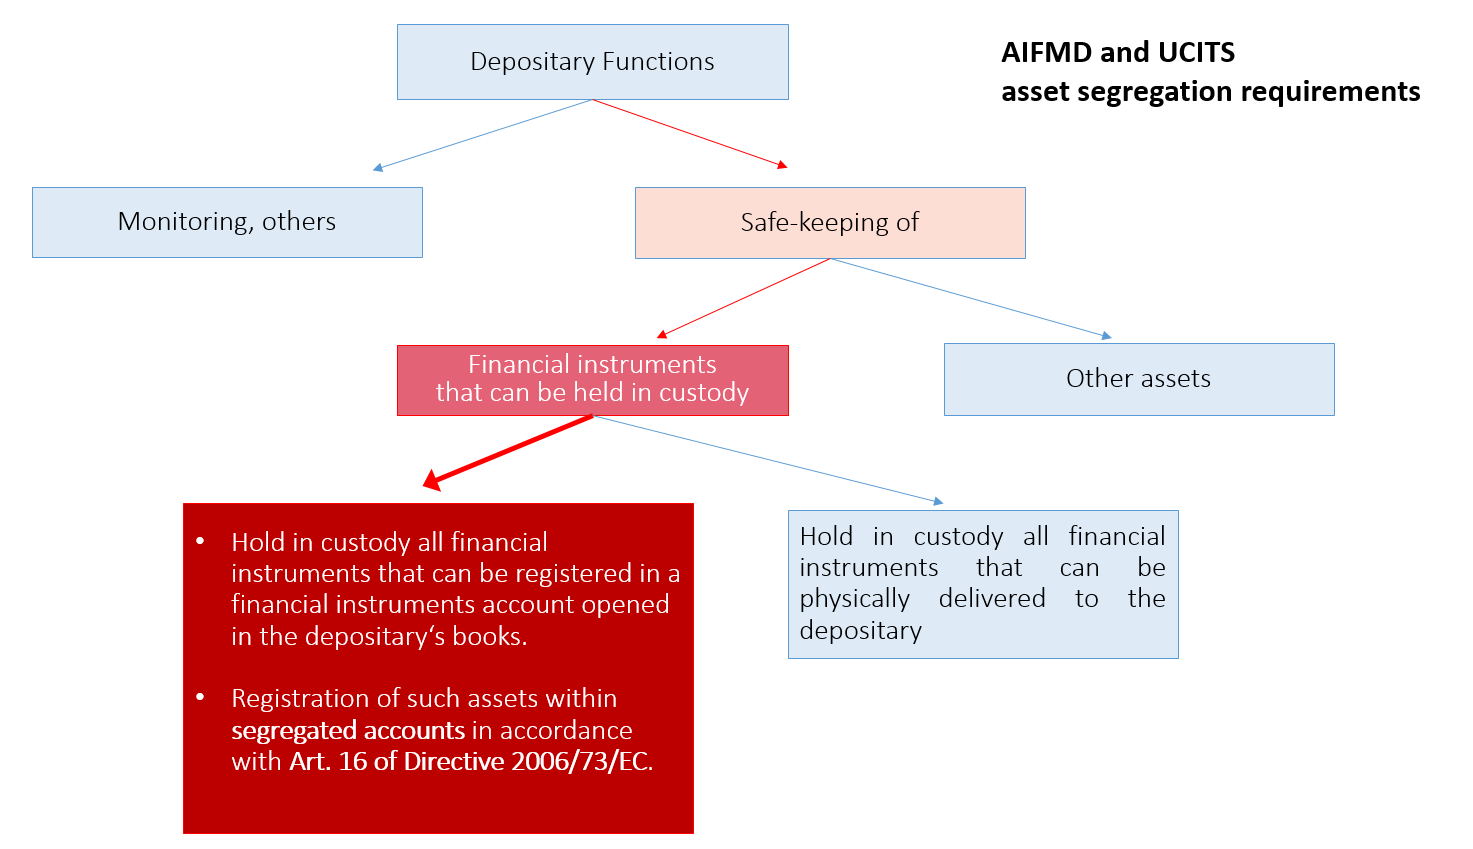 Depositary Functions
AIFMD and UCITS
asset segregation requirements
Monitoring, others
Safe-keeping of
Financial instruments
that can be held in custody
Other assets
• Hold in custody all financial
instruments that can be registered in a
financial instruments account opened
in the depositary‘s books.
• Registration of such assets within
segregated accounts in accordance
with Art. 16 of Directive 2006/73/EC.
Hold in custody all financial
instruments that can be
physically delivered to the
depositary